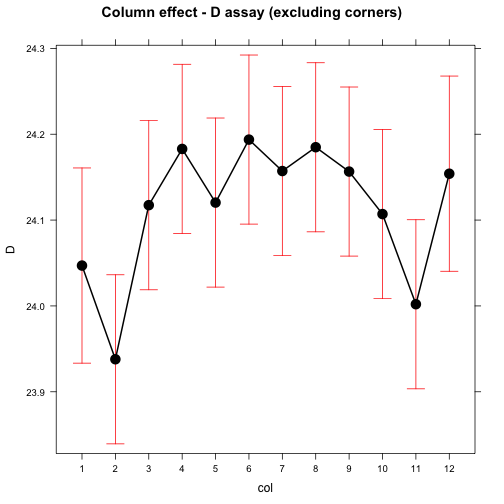 Column effect - D assay (excluding corners)
24.3
24.2
24.1
24.0
23.9
D
1 2 3 4 5 6 7 8 9 10 11 12
col